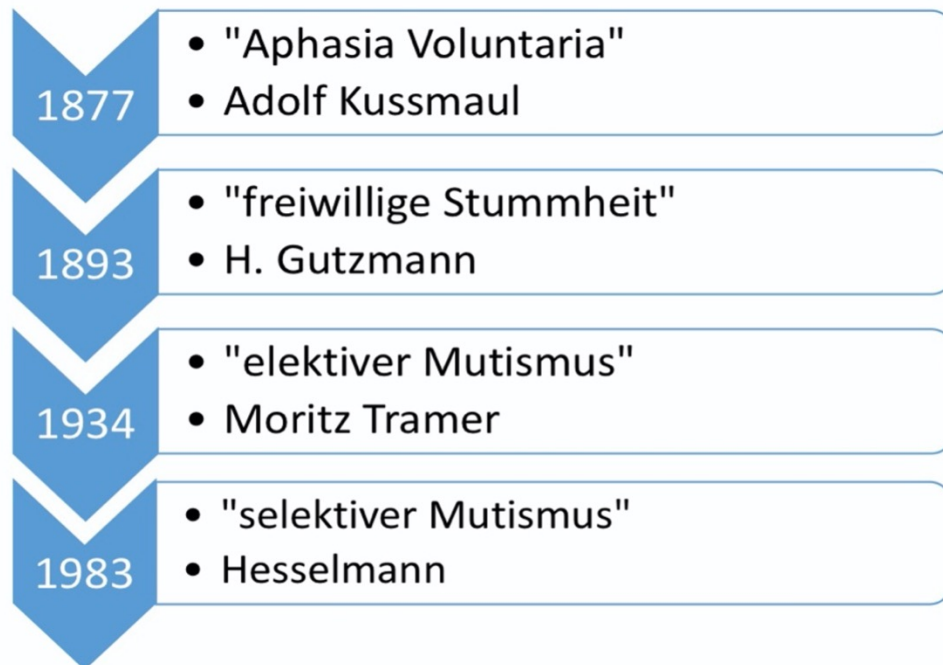 1877
• "Aphasia Voluntaria"
• Adolf Kussmaul
1893
• "freiwillige Stummheit"
• H. Gutzmann
1934
• "elektiver Mutismus"
• Moritz Tramer
1983
• "selektiver Mutismus"
• Hesselmann